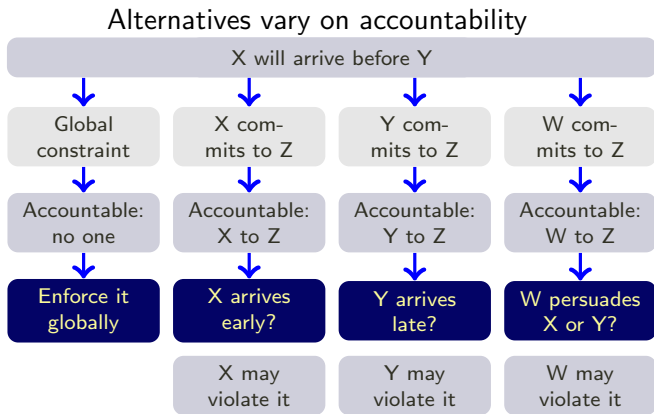 Alternatives vary on accountability
X will arrive before Y
Global
constraint
X com-
mits to Z
Y com-
mits to Z
W com-
mits to Z
Accountable:
no one
Accountable:
X to Z
Accountable:
Y to Z
Accountable:
W to Z
Enforce it
globally
X arrives
early?
Y arrives
late?
W persuades
X or Y?
X may
violate it
Y may
violate it
W may
violate it